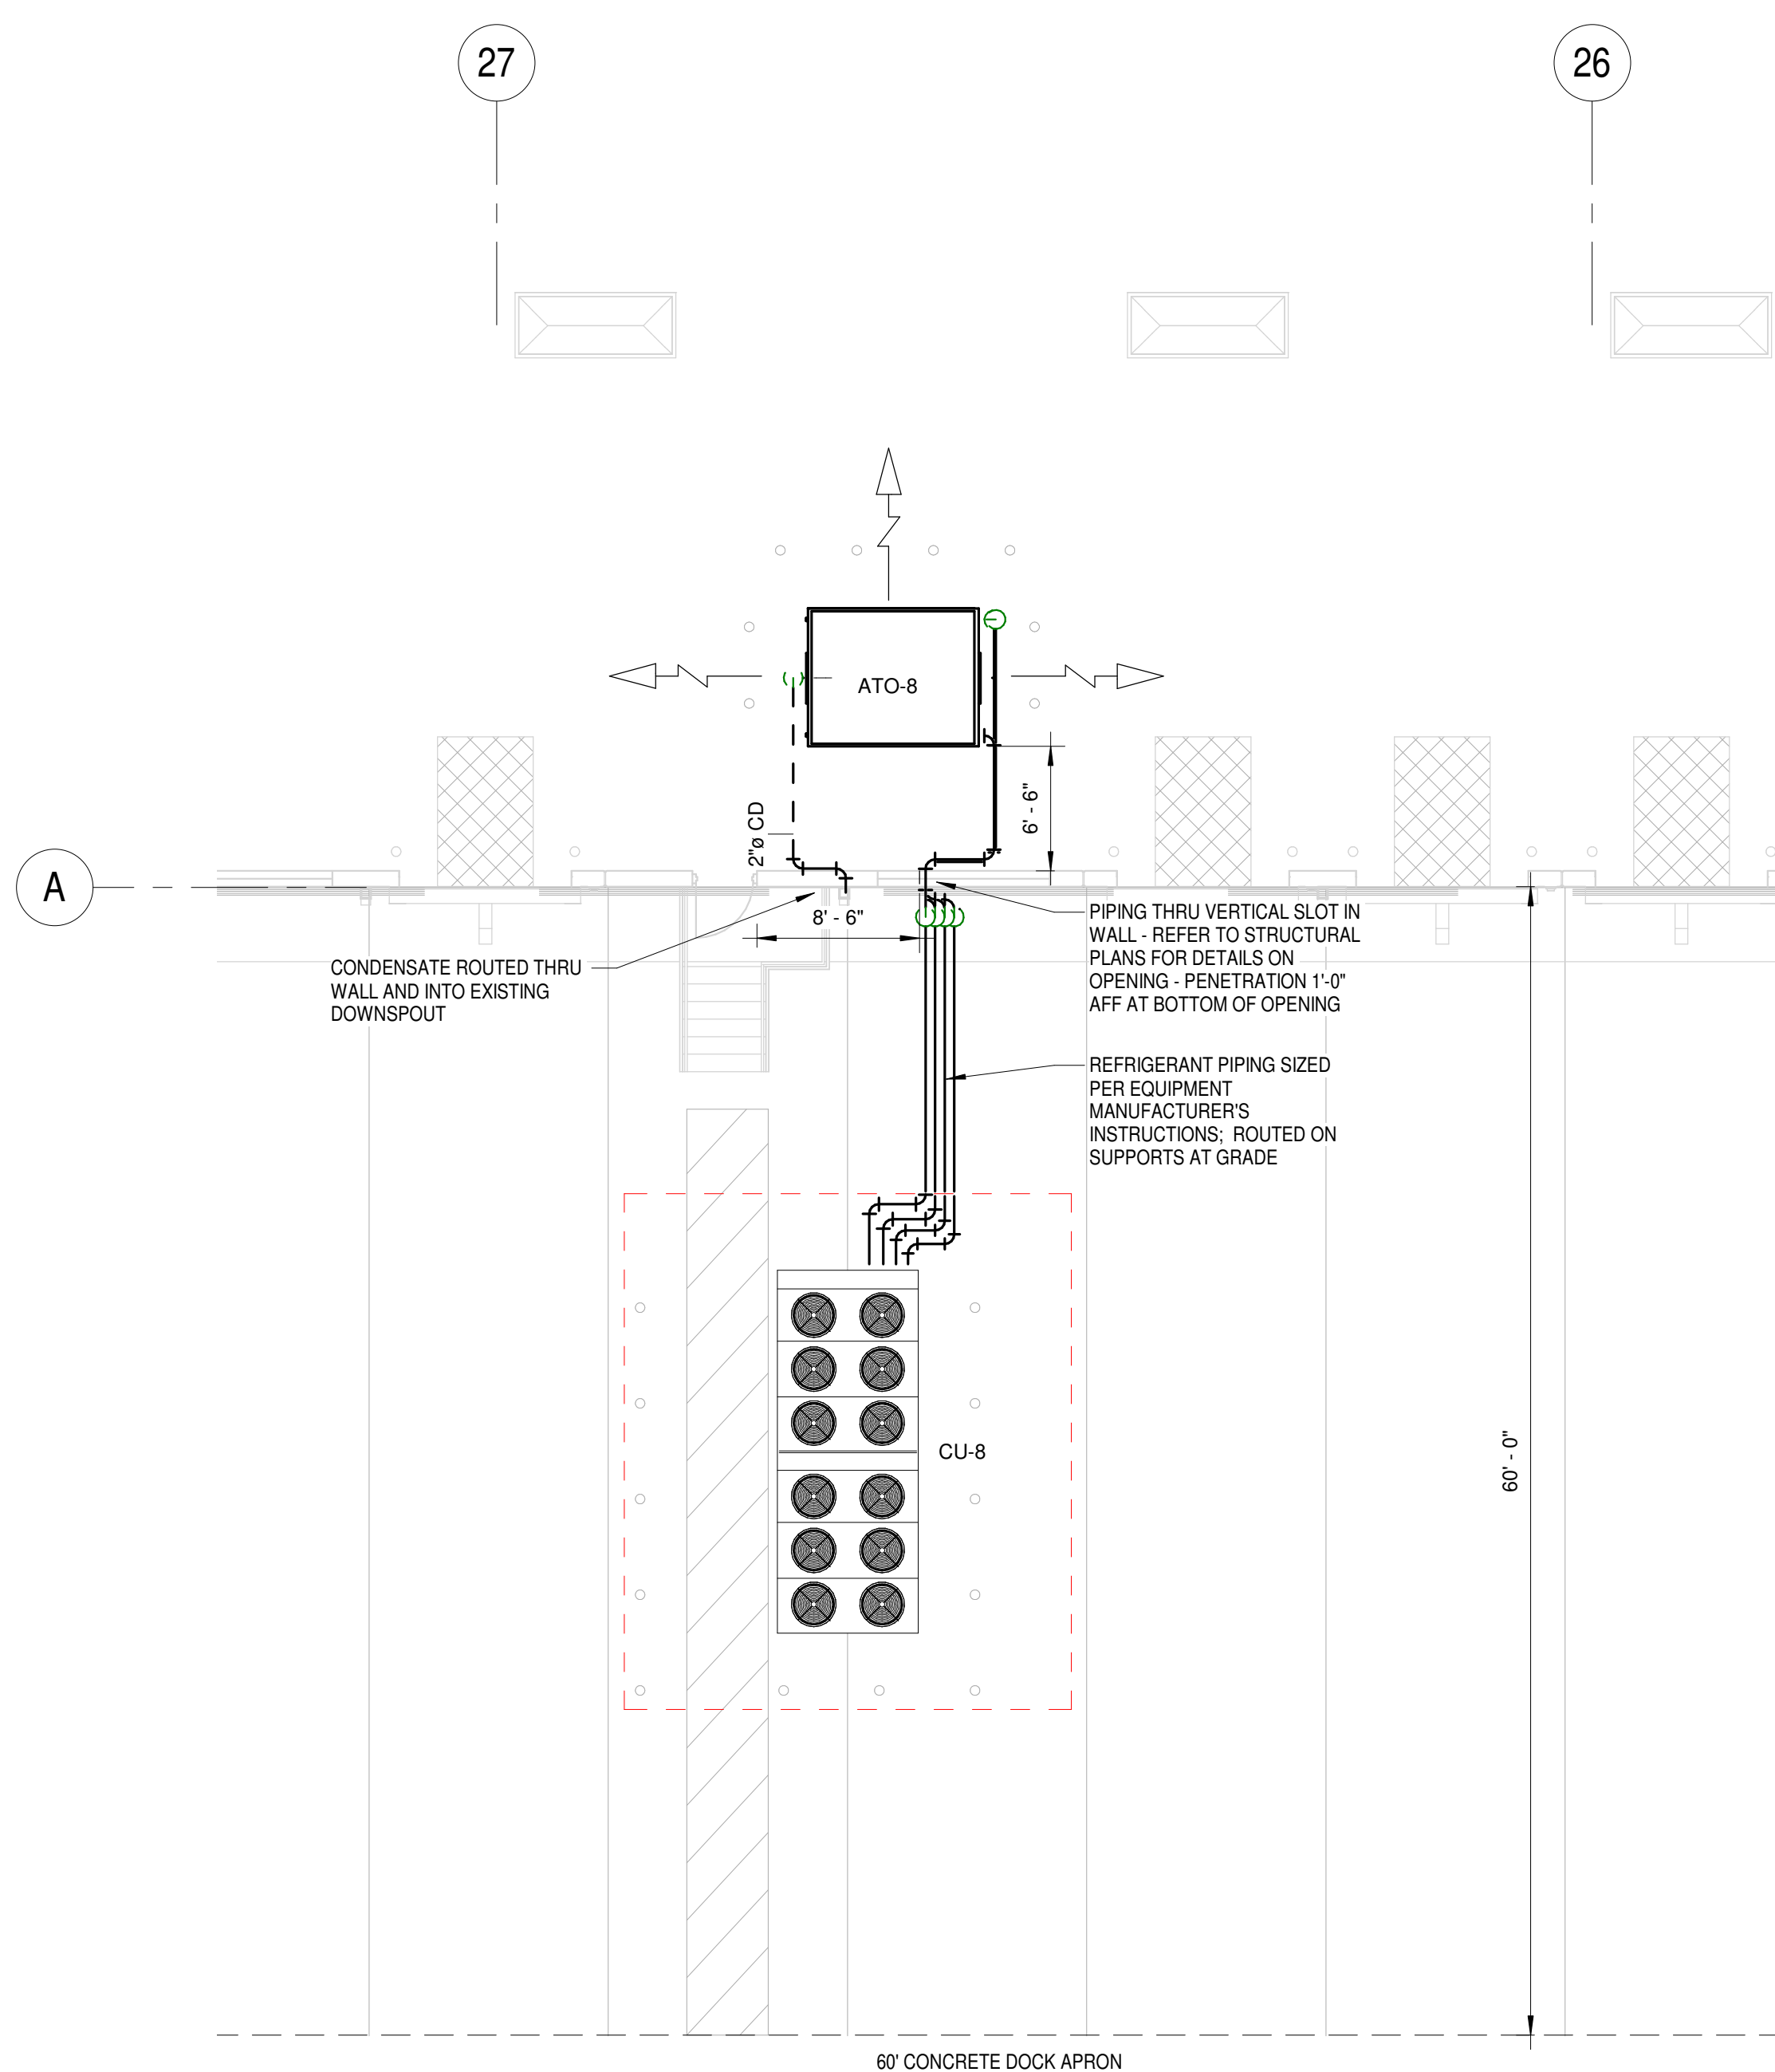 27
26
ATO-8
6' - 6"
2"ø CD
A
8' - 6"
PIPING THRU VERTICAL SLOT IN
WALL - REFER TO STRUCTURAL
PLANS FOR DETAILS ON
OPENING - PENETRATION 1'-0"
AFF AT BOTTOM OF OPENING
CONDENSATE ROUTED THRU
WALL AND INTO EXISTING
DOWNSPOUT
REFRIGERANT PIPING SIZED
PER EQUIPMENT
MANUFACTURER'S
INSTRUCTIONS; ROUTED ON
SUPPORTS AT GRADE
CU-8
60' - 0"
60' CONCRETE DOCK APRON